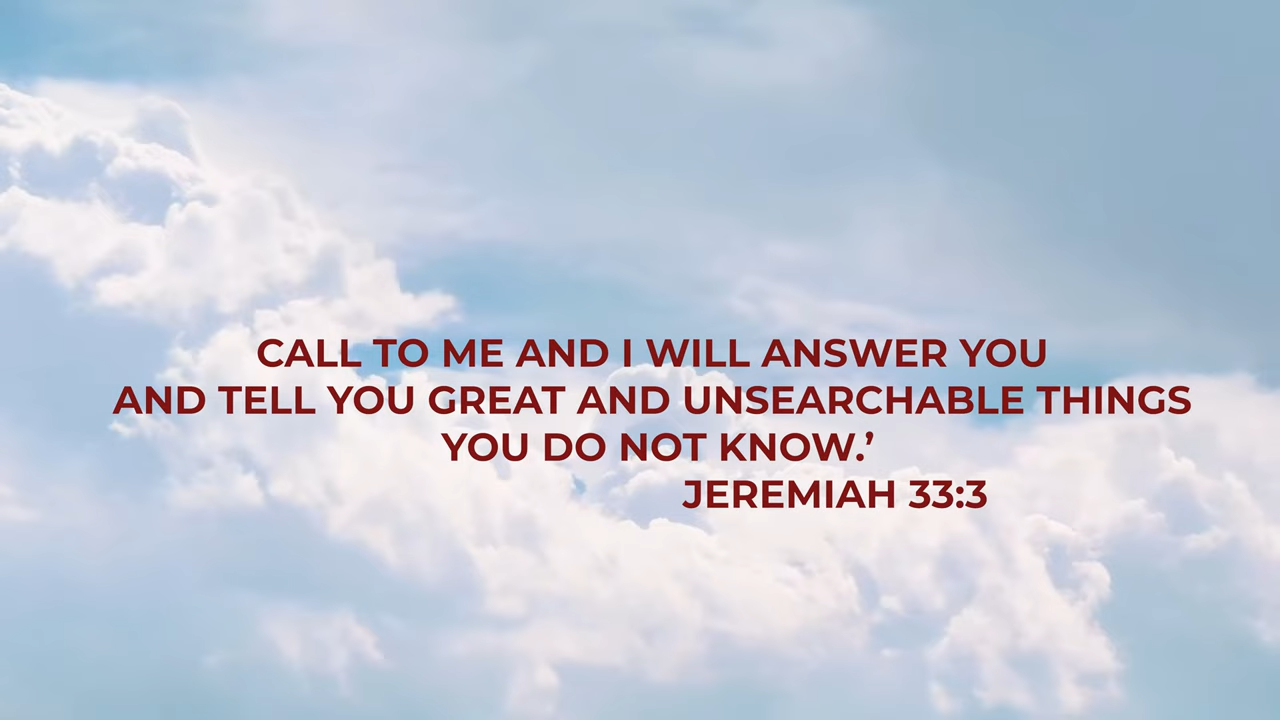 CALL TO ME AND I WILL ANSWER YOU
AND TELL YOU GREAT AND UNSEARCHABLE THINGS
YOU DO NOT KNOW.’
JEREMIAH 33:3